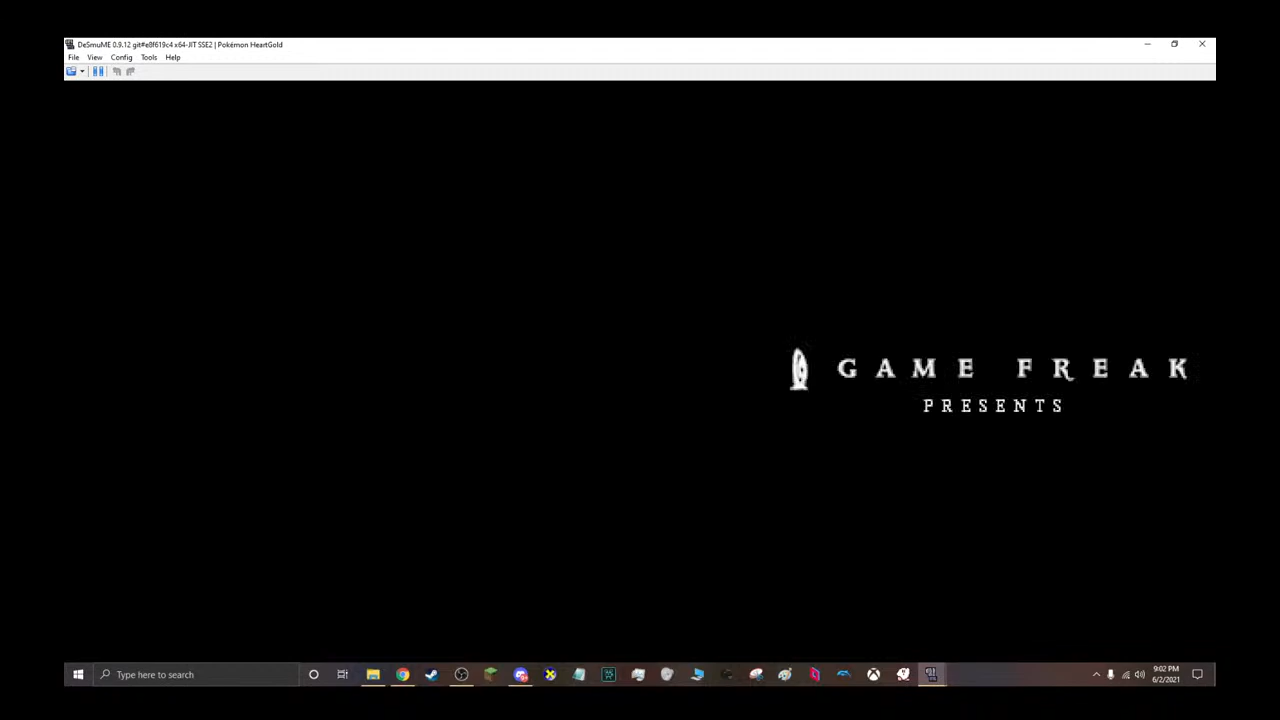 DeSmuME 0.9.12 git#e8f619c4 x64-JIT SSE2 | Pokémon HeartGold
File View Config Tools Help
GAME FREAK
PRESENTS
Type here to search
9:02 PM
6/2/2021